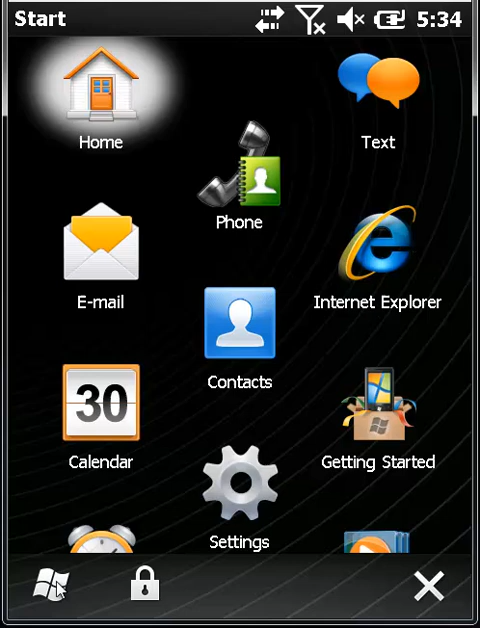 Start 5:34
Home
Text
Phone
E-mail
Internet Explorer
Contacts
30
Calendar
Getting Started
Settings